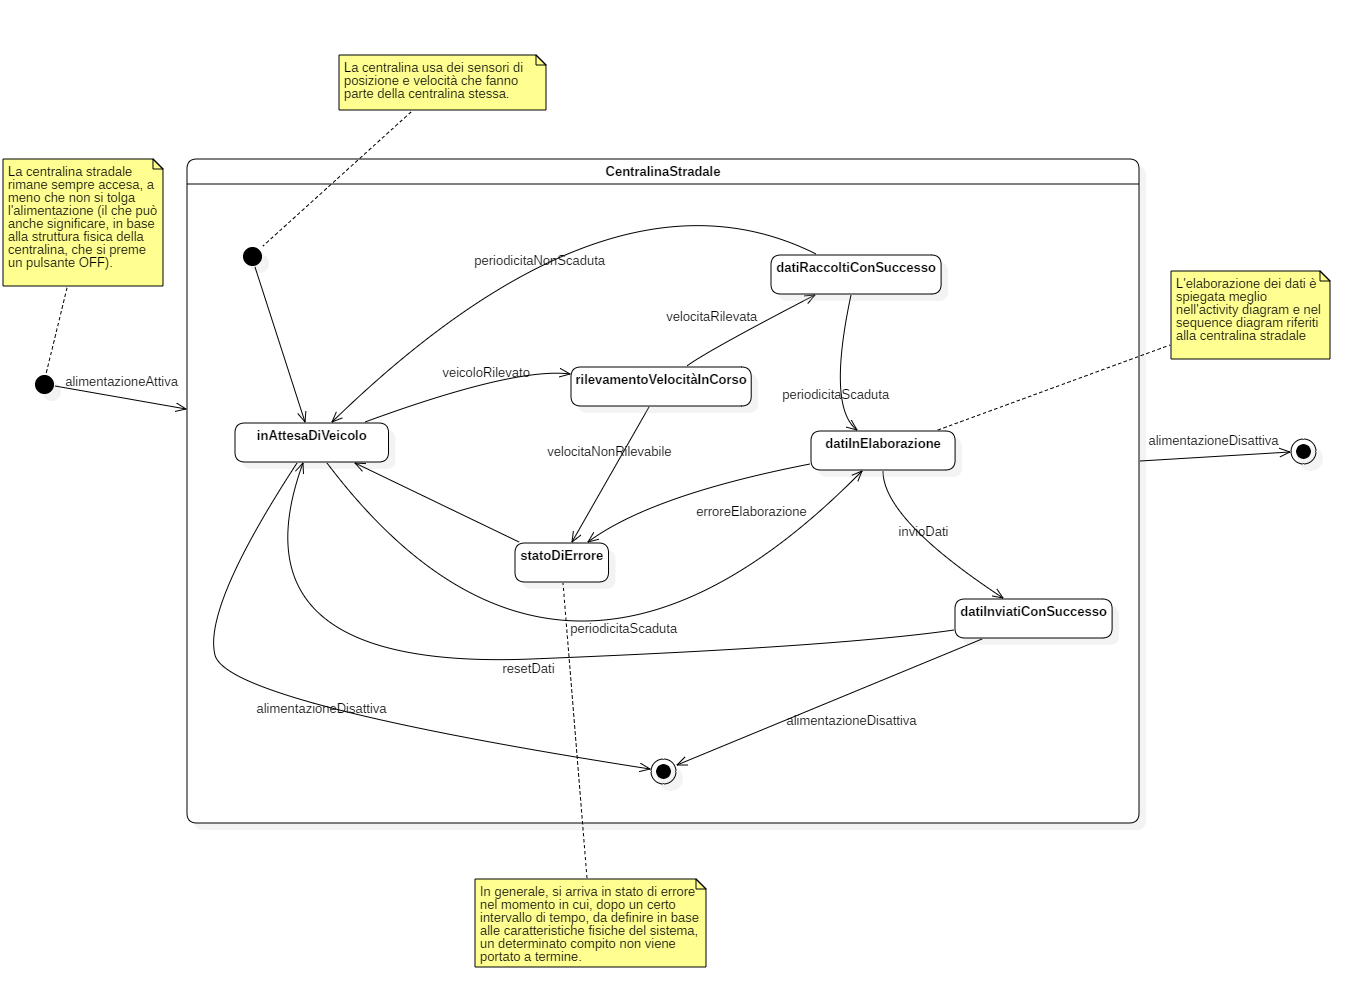 La centralina usa dei sensori di
posizione e velocità che fanno
parte della centralina stessa.
La centralina stradale
rimane sempre accesa, a
meno che non si tolga
l'alimentazione (il che può
anche significare, in base
alla struttura fisica della
centralina, che si preme
un pulsante OFF).
CentralinaStradale
periodicitaNonScaduta
datiRaccoltiConSuccesso
L'elaborazione dei dati è
spiegata meglio
nell'activity diagram e nel
sequence diagram riferiti
alla centralina stradale
velocitaRilevata
alimentazioneAttiva
veicoloRilevato
rilevamentoVelocitàInCorso
periodicitaScaduta
inAttesaDiVeicolo
datiInElaborazione
alimentazioneDisattiva
velocitaNonRilevabile
erroreElaborazione
invioDati
statoDiErrore
datiInviatiConSuccesso
periodicitaScaduta
resetDati
alimentazioneDisattiva
alimentazioneDisattiva
In generale, si arriva in stato di errore
nel momento in cui, dopo un certo
intervallo di tempo, da definire in base
alle caratteristiche fisiche del sistema,
un determinato compito non viene
portato a termine.